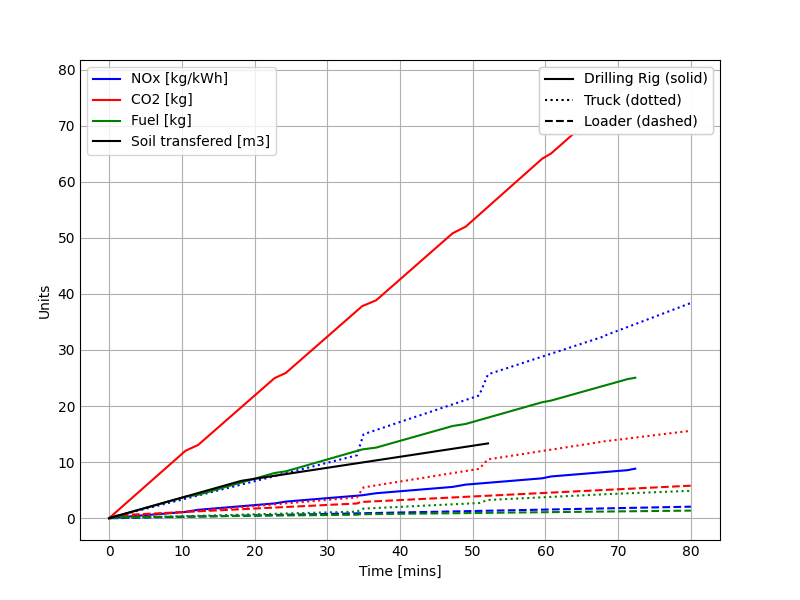 NOx [kg/kWh]
CO2 [kg]
Fuel [kg]
Soil transfered [m3]
Drilling Rig (solid)
Truck (dotted)
Loader (dashed)
80
70
60
50
40
30
20
10
0
Units
0 10 20 30 40 50 60 70 80
Time [mins]